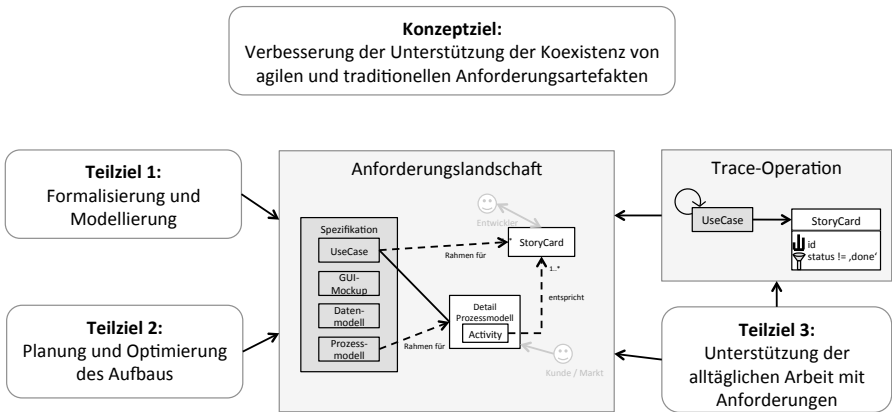 Konzeptziel:
Verbesserung der Unterstützung der Koexistenz von
agilen und traditionellen Anforderungsartefakten
Teilziel 1:
Formalisierung und
Modellierung
Teilziel 2:
Planung und Optimierung
des Aufbaus
Anforderungslandschaft
Spezifikation
UseCase
GUI-
Mockup
Daten-
modell
Prozess-
modell
Entwickler
*
StoryCard
Rahmen für
1..*
entspricht
Detail
Prozessmodell
Activity
Rahmen für
Kunde / Markt
Trace-Operation
UseCase
StoryCard
id
status != ‚done‘
Teilziel 3:
Unterstützung der
alltäglichen Arbeit mit
Anforderungen